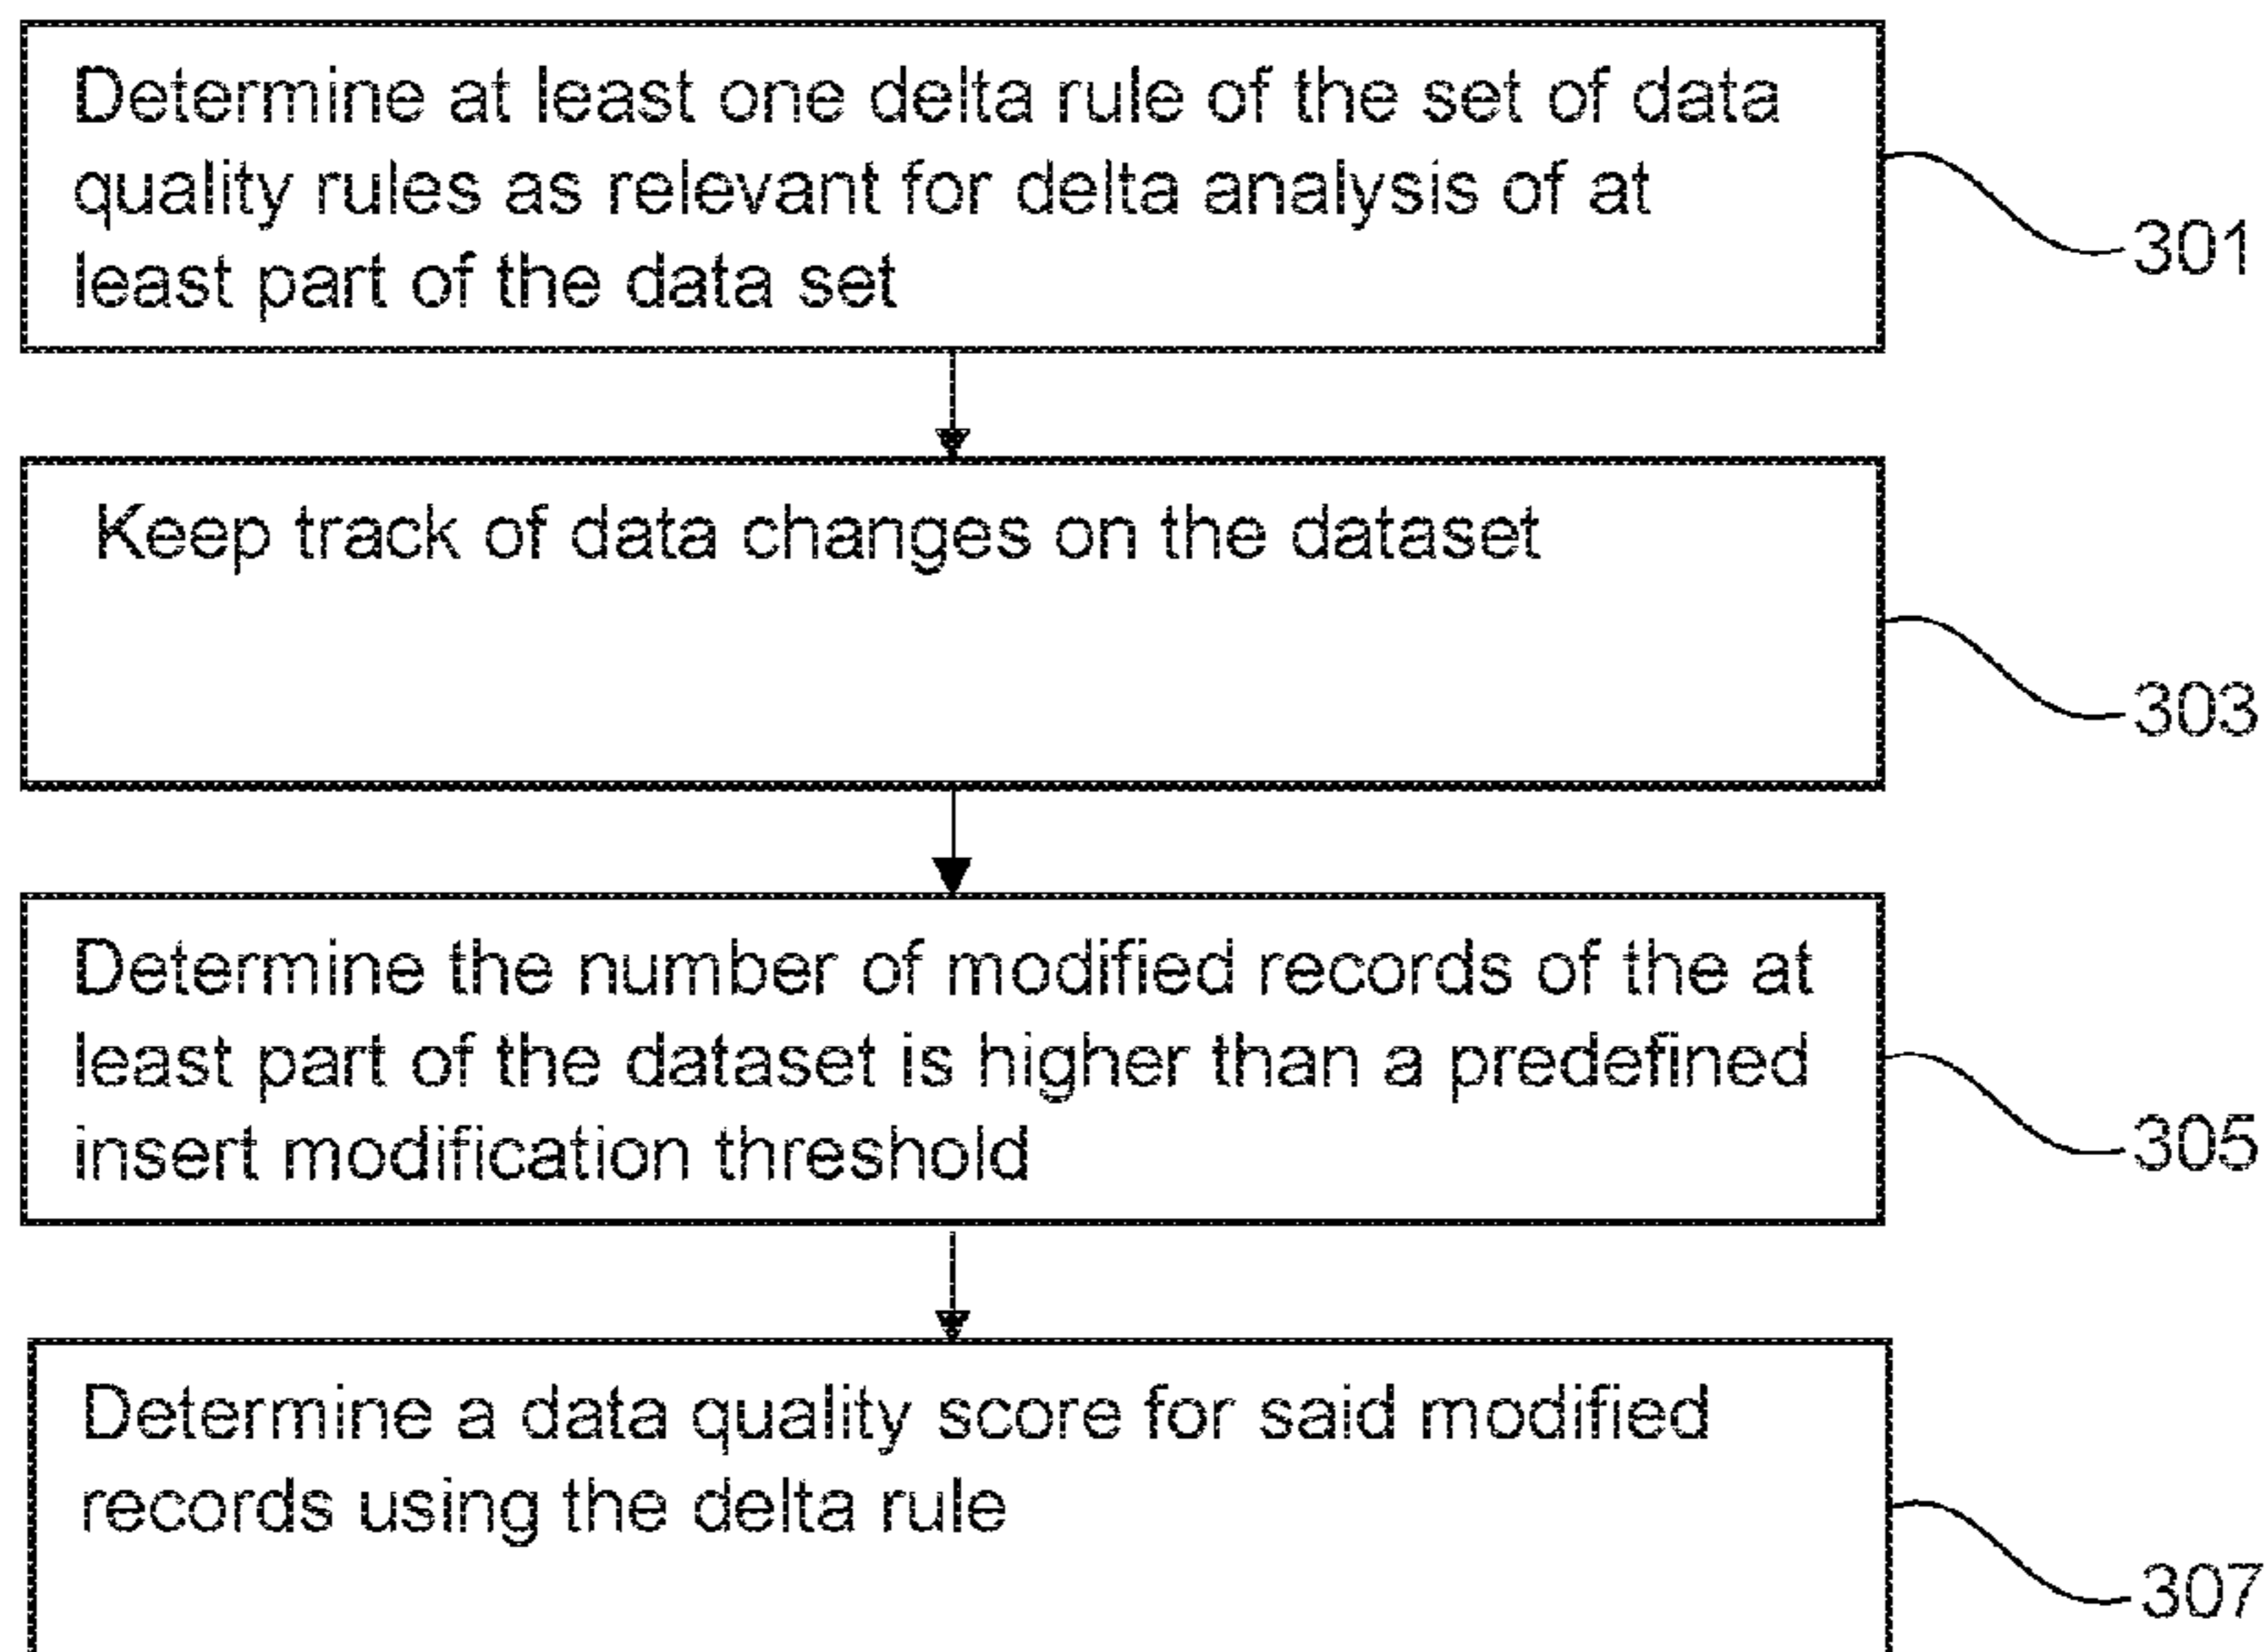 Determine at least one delta rule of the set of data
quality rules as relevant for delta analysis of at
least part of the data set
301
Keep track of data changes on the dataset
303
Determine the number of modified records of the at
least part of the dataset is higher than a predefined
insert modification threshold
305
Determine a data quality score for said modified
records using the delta rule
307